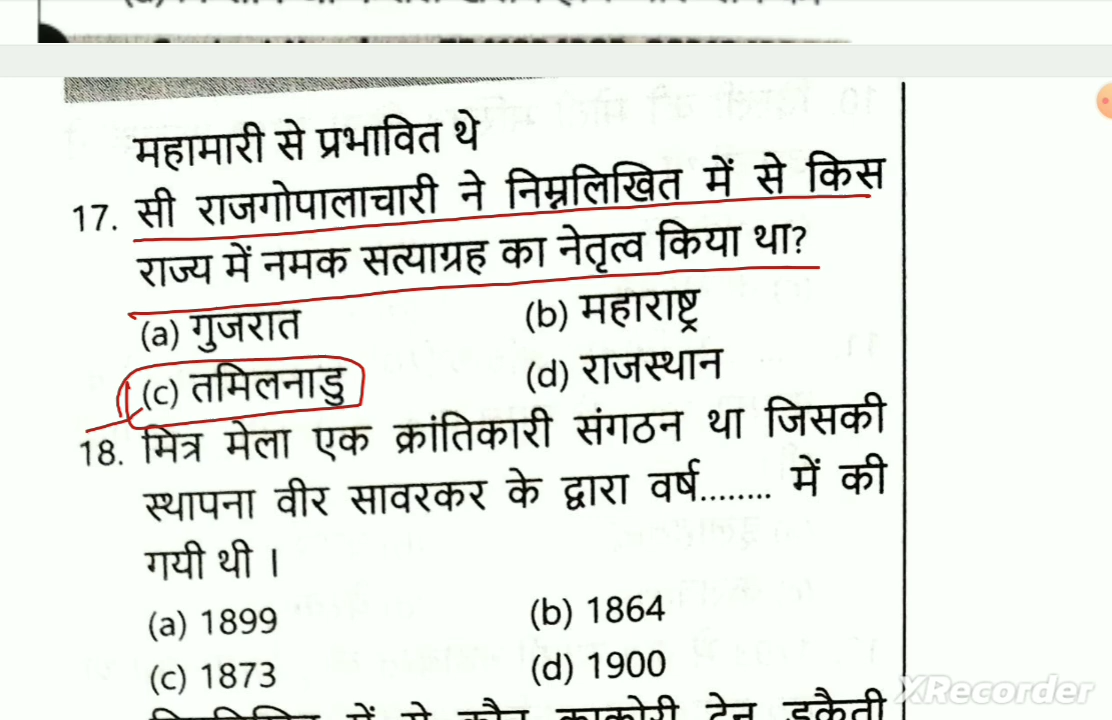 महामारी से प्रभावित थे
17. सी राजगोपालाचारी ने निम्नलिखित में से किस
राज्य में नमक सत्याग्रह का नेतृत्व किया था?
(a) गुजरात (b) महाराष्ट्र
(c) तमिलनाडु (d) राजस्थान
18. मित्र मेला एक क्रांतिकारी संगठन था जिसकी
स्थापना वीर सावरकर के द्वारा वर्ष........ में की
गयी थी ।
(a) 1899 (b) 1864
(c) 1873 (d) 1900
में से कौन काकोरी ट्रेन डकैती
XRecorder